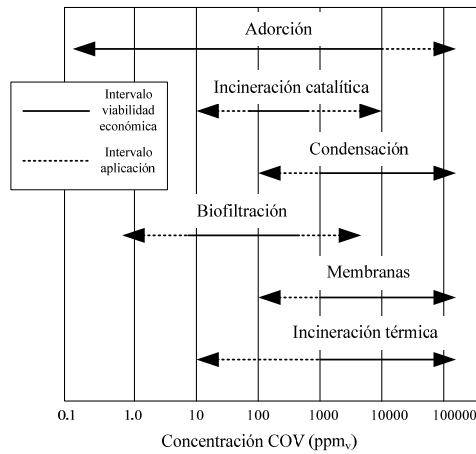 Adorción
Intervalo
viabilidad
económica
Intervalo
aplicación
Incineración catalítica
Condensación
Biofiltración
Membranas
Incineración térmica
0.1 1.0 10 100 1000 10000 100000
Concentración COV (ppmv)